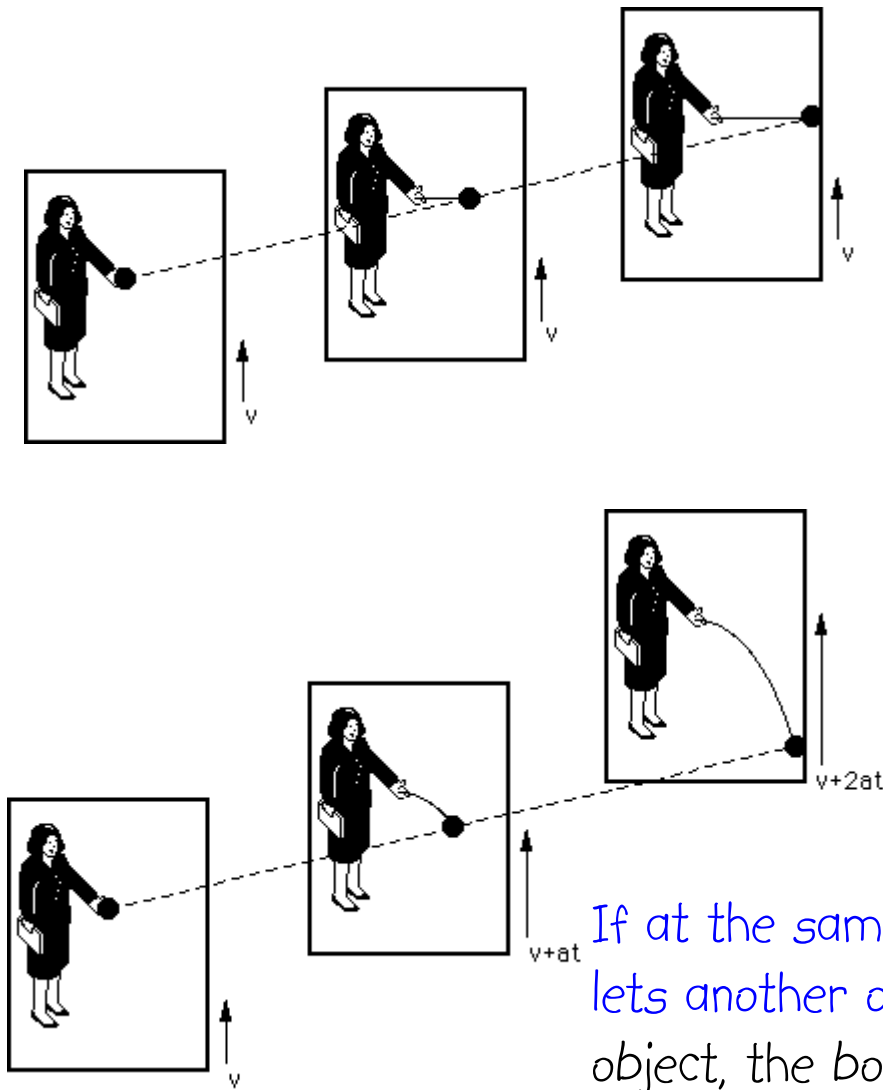 v
v
v
v+2at
v+at
If at the sam
lets another
object, the bo
v